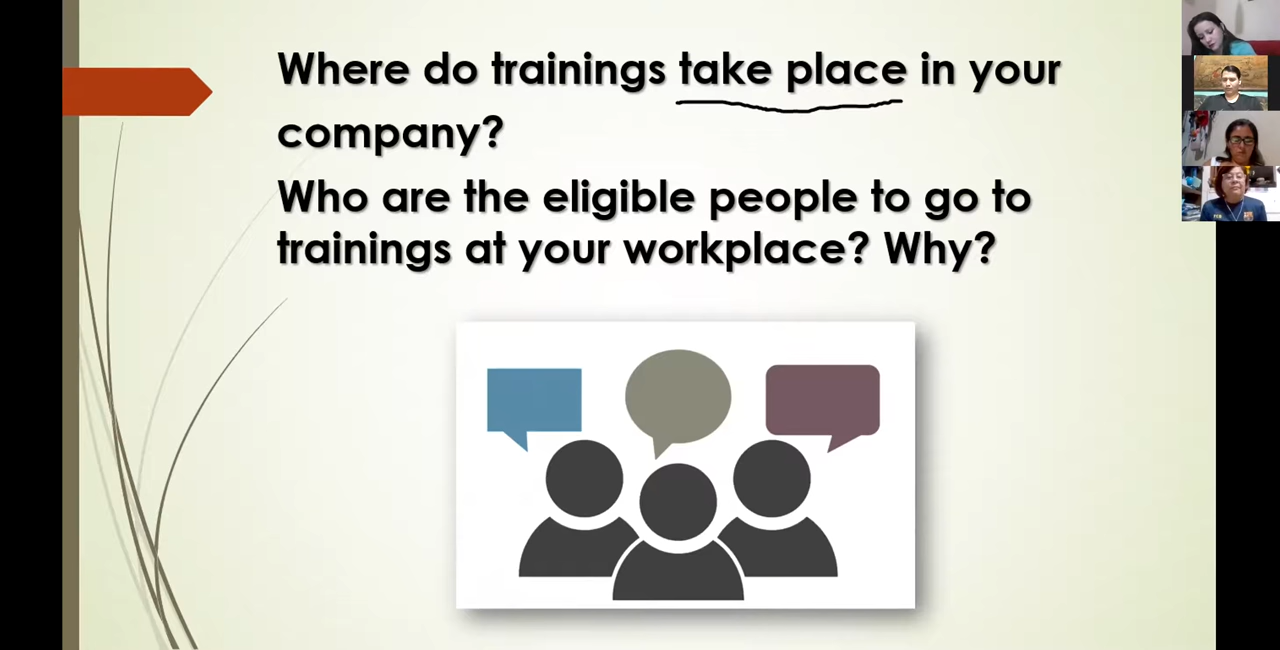 Where do trainings take place in your
company?
Who are the eligible people to go to
trainings at your workplace? Why?